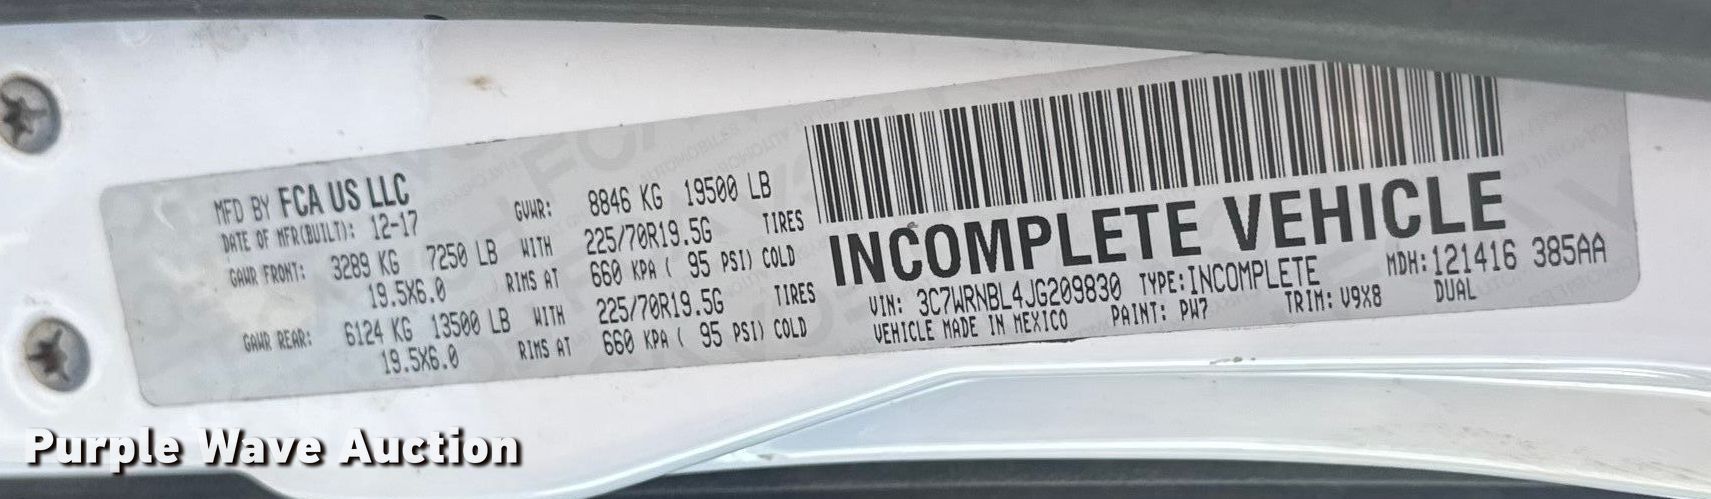 MFD BY FCA US LLC
DATE OF MFR(BUILT): 12-17
GVWR: 8846 KG 19500 LB
GAWR FRONT: 3289 KG 7250 LB WITH 225/70R19.5G TIRES
19.5X6.0 RIMS AT 660 KPA ( 95 PSI) COLD
GAWR REAR: 6124 KG 13500 LB WITH 225/70R19.5G TIRES
19.5X6.0 RIMS AT 660 KPA ( 95 PSI) COLD
INCOMPLETE VEHICLE
VIN: 3C7WRNBL4JG209830 TYPE:INCOMPLETE MDH:121416 385AA
VEHICLE MADE IN MEXICO PAINT: PW7 TRIM: V9X8 DUAL
Purple Wave Auction